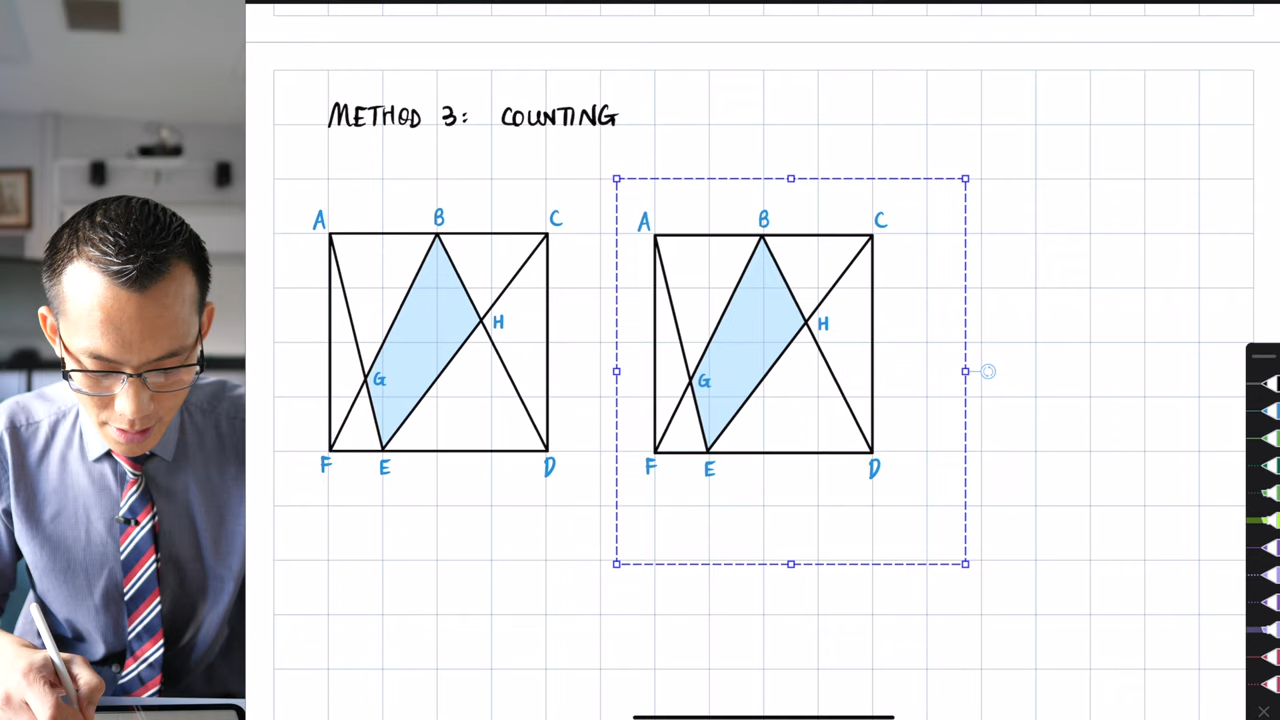 METHOD 3: COUNTING
A B C A B C
H H
G G
F E D F E D